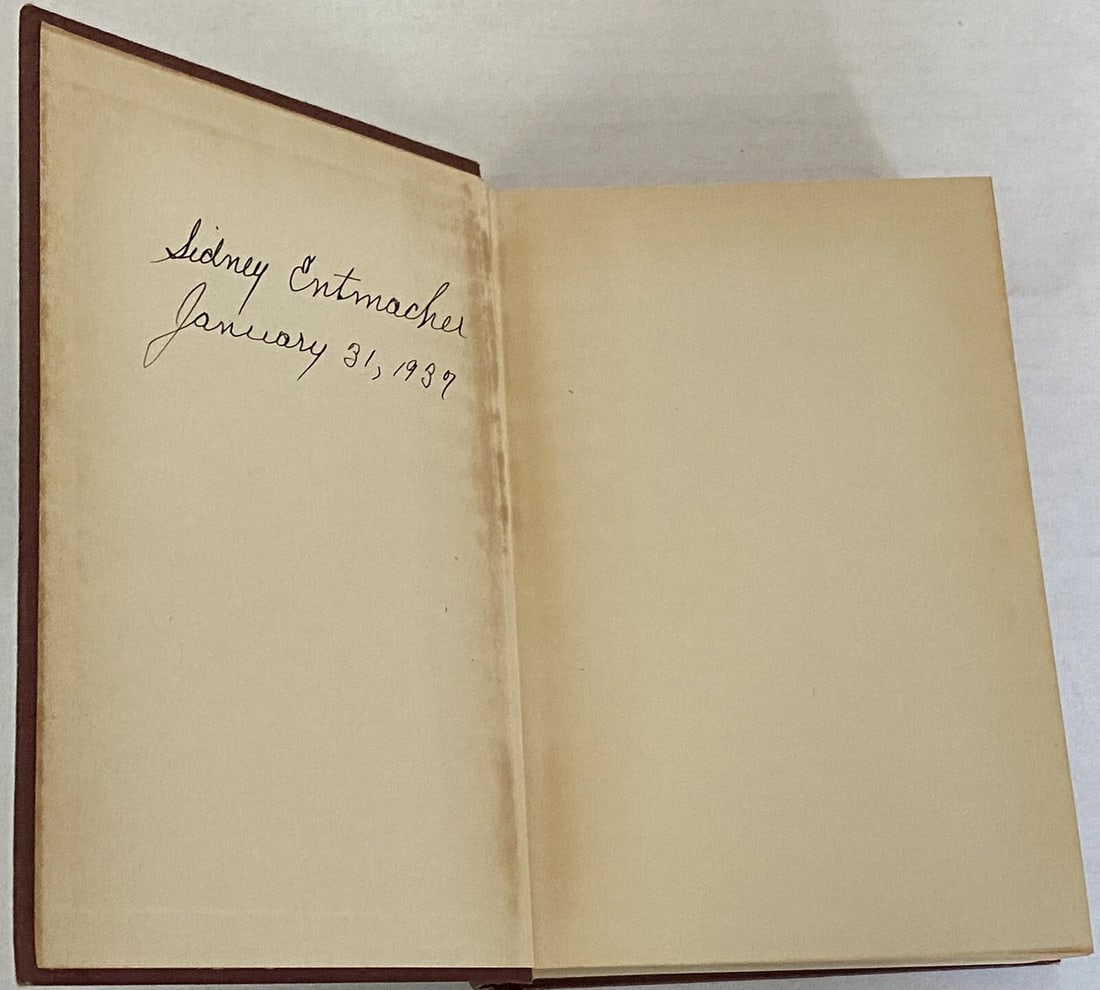 Sidney Entmacher
January 31, 1937